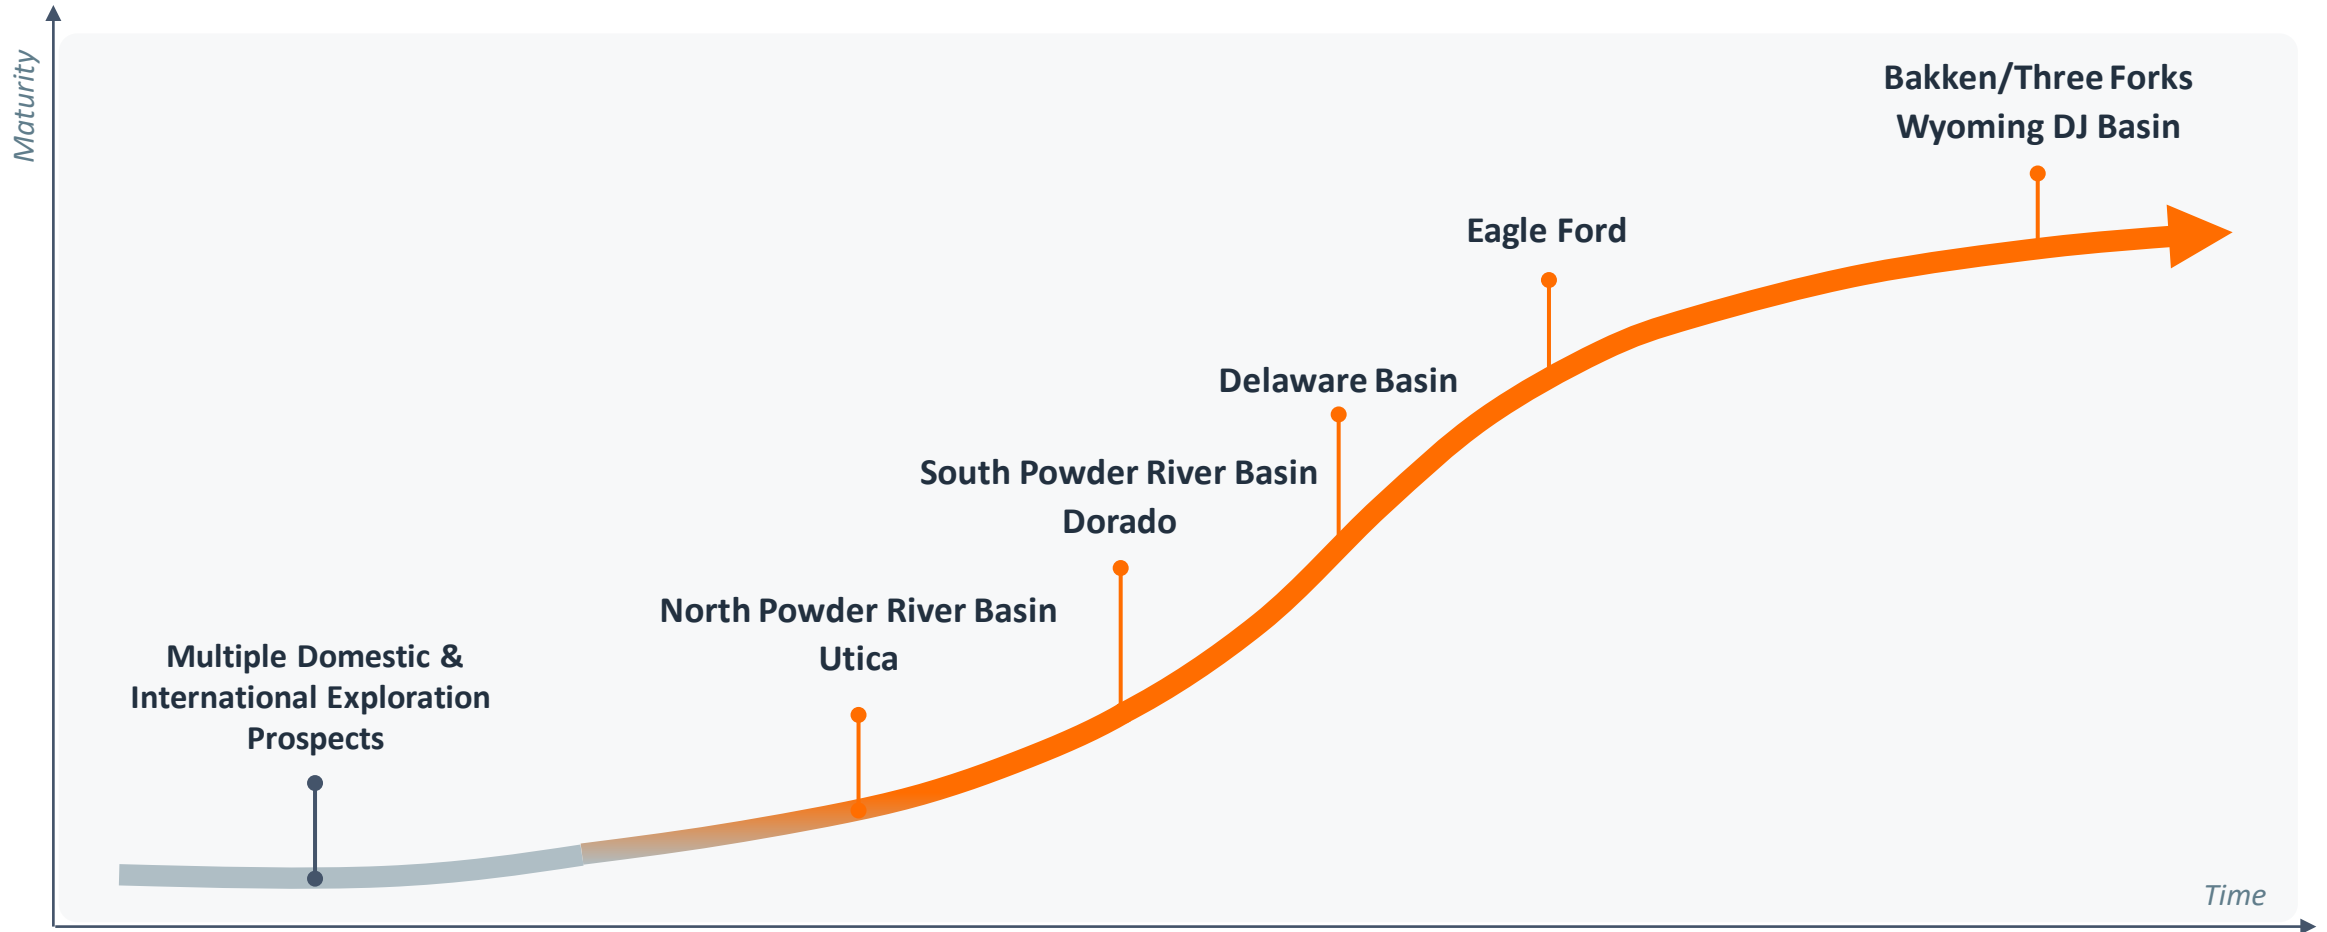 Maturity
Bakken/Three Forks
Wyoming DJ Basin
Eagle Ford
Delaware Basin
South Powder River Basin
Dorado
North Powder River Basin
Utica
Multiple Domestic &
International Exploration
Prospects
Time